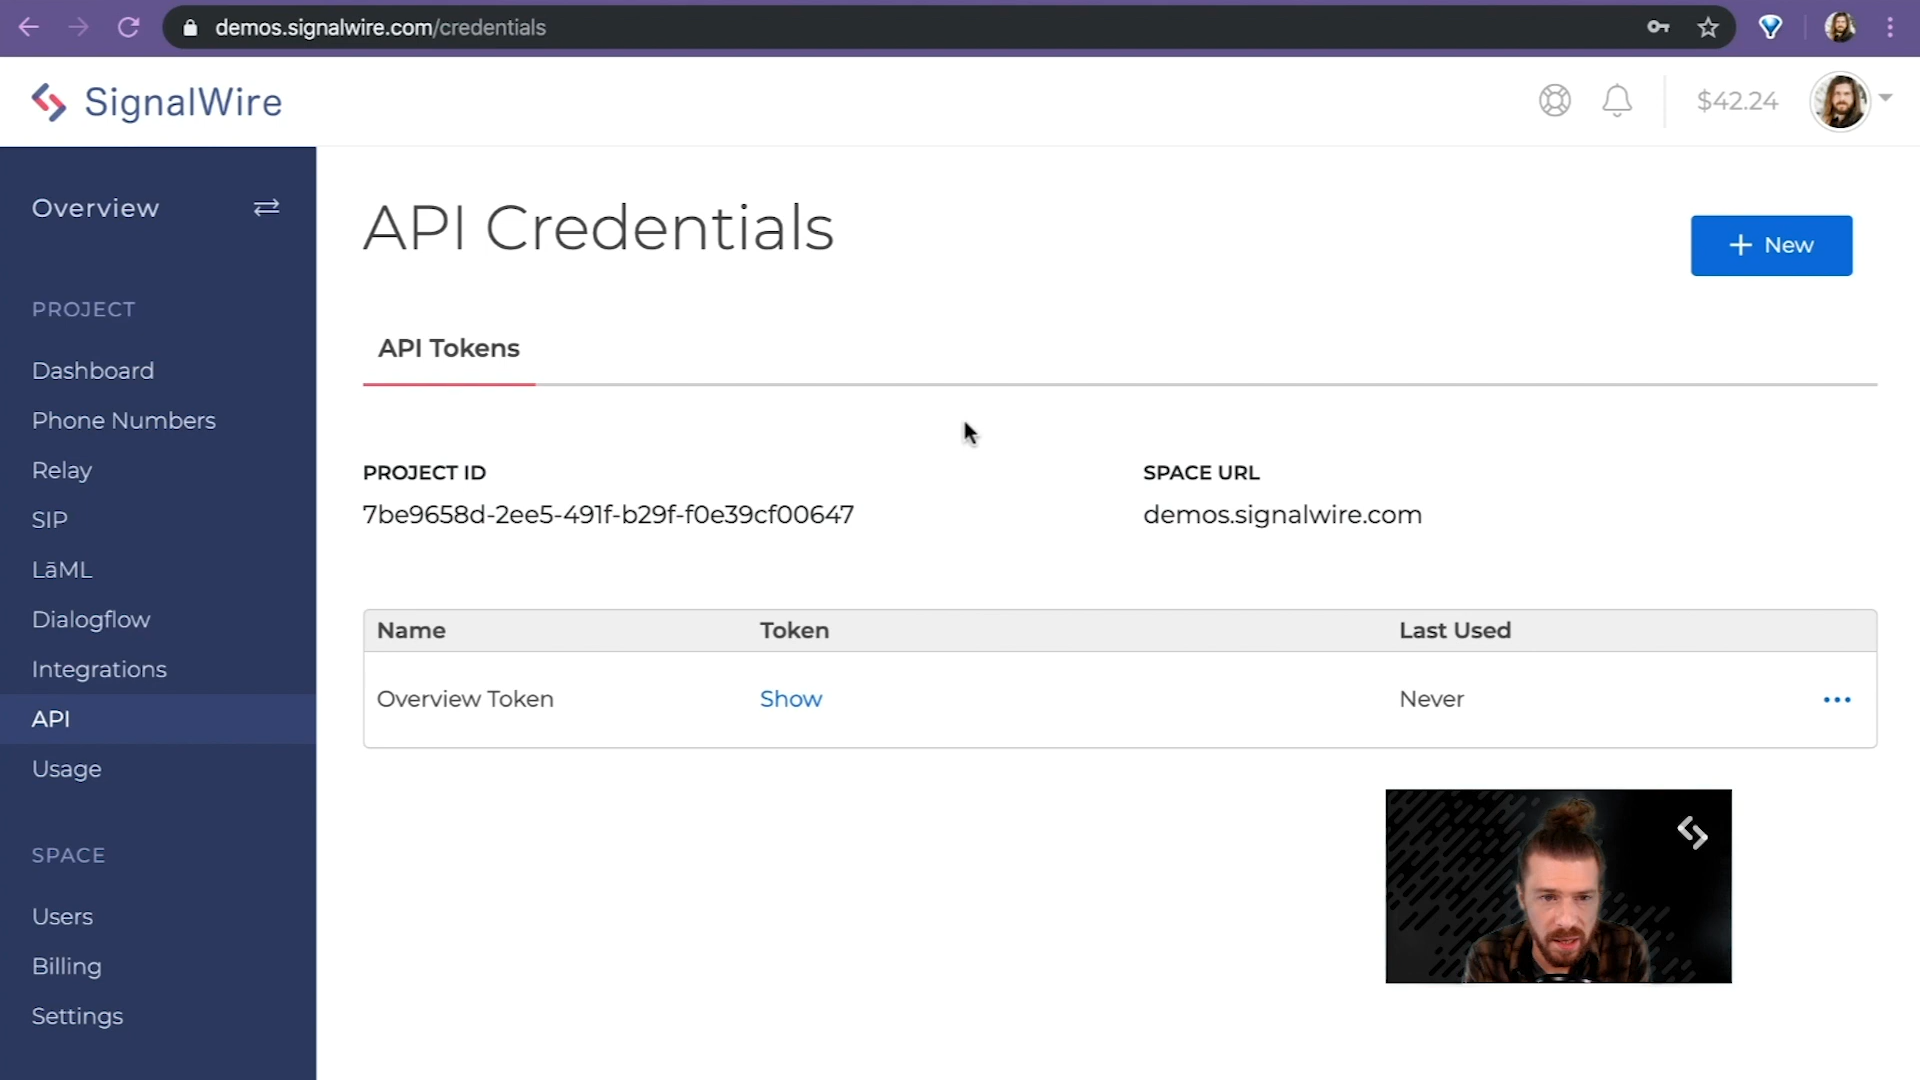 demos.signalwire.com/credentials
SignalWire
$42.24
Overview
PROJECT
Dashboard
Phone Numbers
Relay
SIP
LāML
Dialogflow
Integrations
API
Usage
SPACE
Users
Billing
Settings
API Credentials
+ New
API Tokens
PROJECT ID
7be9658d-2ee5-491f-b29f-f0e39cf00647
SPACE URL
demos.signalwire.com
Name Token Last Used
Overview Token Show Never